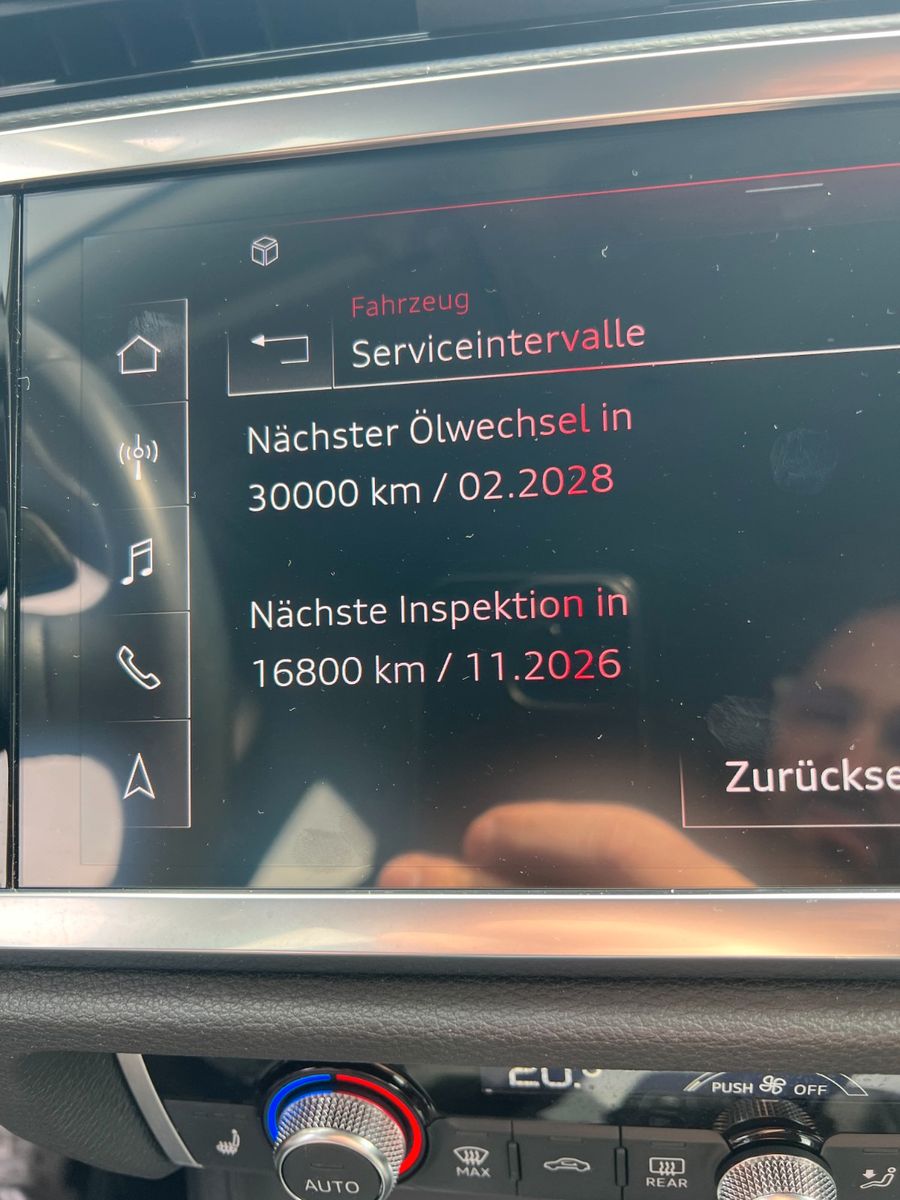 Fahrzeug
Serviceintervalle
Nächster Ölwechsel in
30000 km / 02.2028
Nächste Inspektion in
16800 km / 11.2026
Zurückse
PUSH OFF
AUTO
MAX
REAR